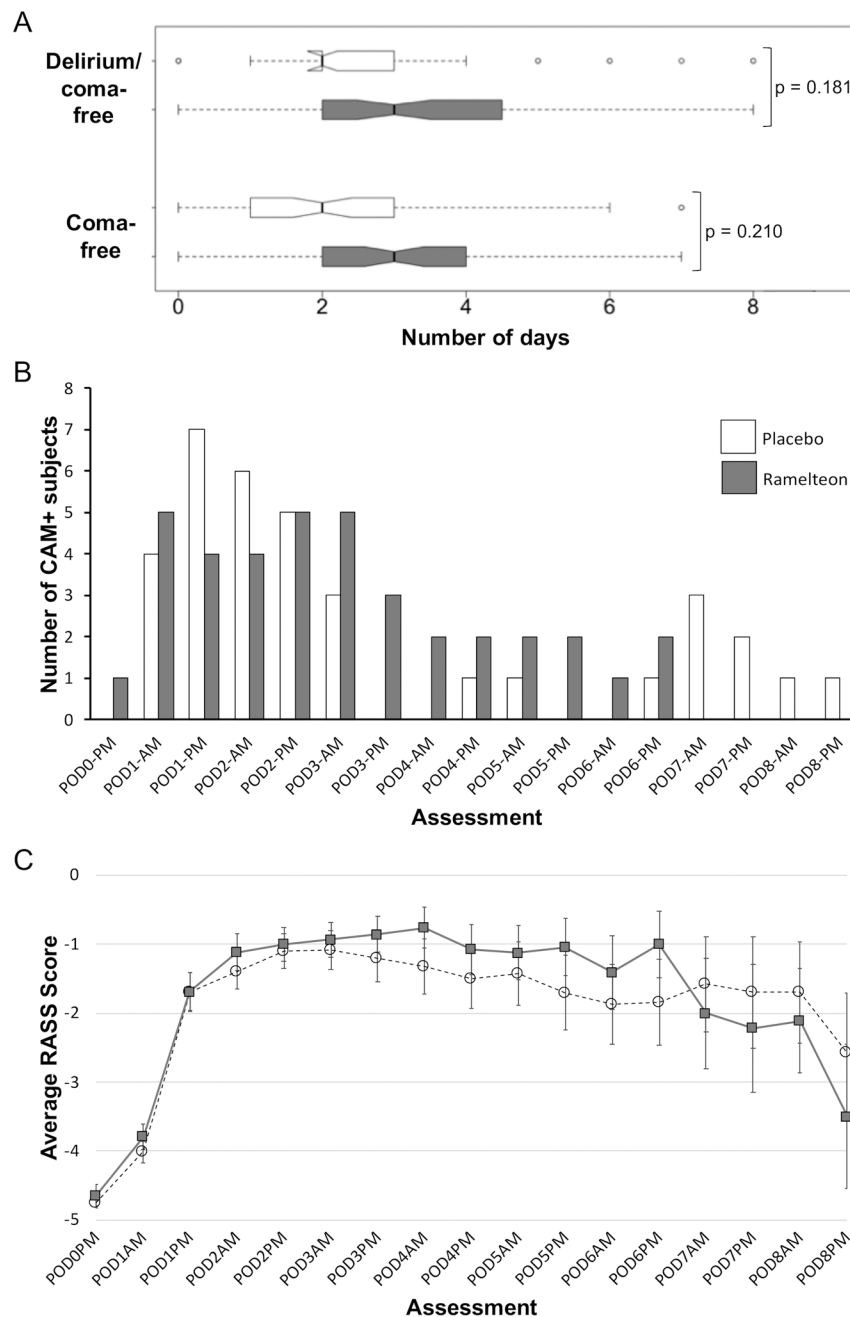 A
Delirium/
coma-
free
p = 0.181
Coma-
free
p = 0.210
0 2 4 6 8
Number of days
B
8
7
6
5
4
3
2
1
0
Number of CAM+ subjects
Placebo
Ramelteon
POD0-PM POD1-AM POD1-PM POD2-AM POD2-PM POD3-AM POD3-PM POD4-AM POD4-PM POD5-AM POD5-PM POD6-AM POD6-PM POD7-AM POD7-PM POD8-AM POD8-PM
Assessment
C
0
-1
-2
-3
-4
-5
Average RASS Score
POD0PM POD1AM POD1PM POD2AM POD2PM POD3AM POD3PM POD4AM POD4PM POD5AM POD5PM POD6AM POD6PM POD7AM POD7PM POD8AM POD8PM
Assessment